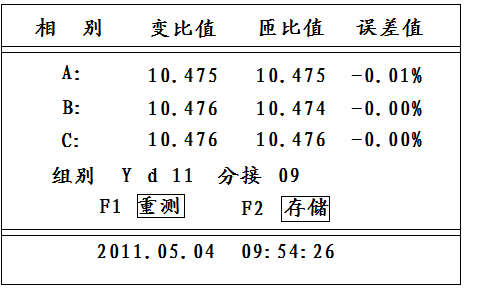 相 别 变比值 匝比值 误差值
A: 10.475 10.475 -0.01%
B: 10.476 10.474 -0.00%
C: 10.476 10.476 -0.00%
组别 Y d 11 分接 09
F1 重测 F2 存储
2011.05.04 09:54:26